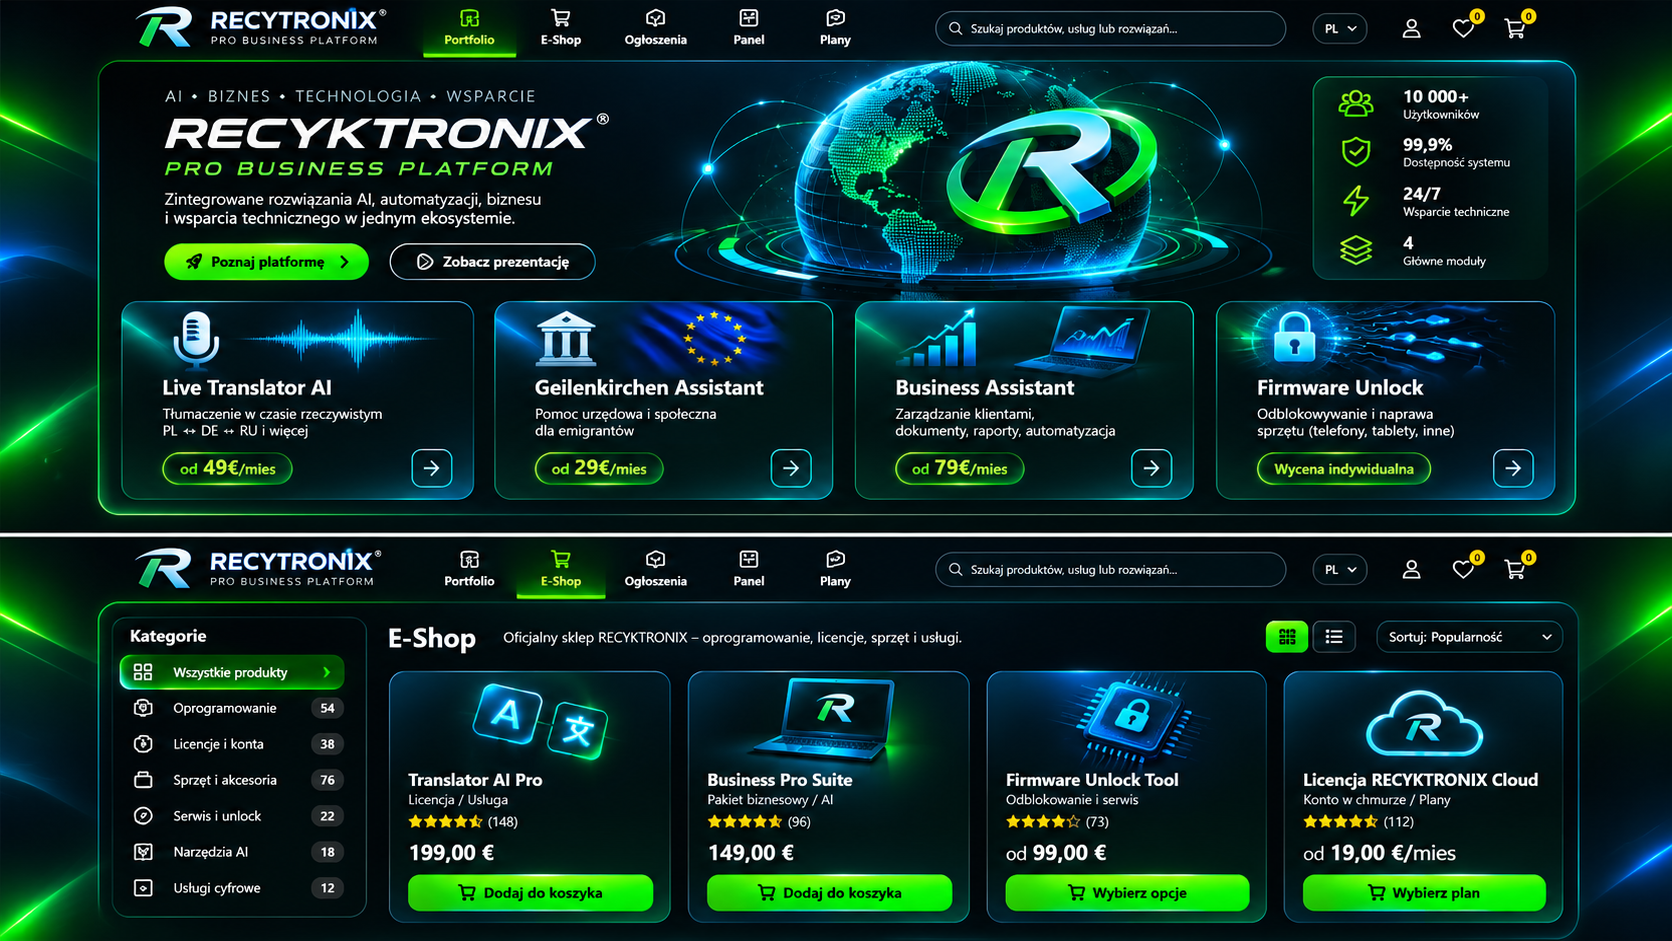 RECYTRONIX®
PRO BUSINESS PLATFORM
Portfolio
E-Shop
Ogłoszenia
Panel
Plany
Szukaj produktów, usług lub rozwiązań...
PL
0
0
AI • BIZNES • TECHNOLOGIA • WSPARCIE
RECYKTRONIX®
PRO BUSINESS PLATFORM
Zintegrowane rozwiązania AI, automatyzacji, biznesu
i wsparcia technicznego w jednym ekosystemie.
Poznaj platformę
Zobacz prezentację
R
10 000+
Użytkowników
99,9%
Dostępność systemu
24/7
Wsparcie techniczne
4
Główne moduły
Live Translator AI
Tłumaczenie w czasie rzeczywistym
PL ↔ DE ↔ RU i więcej
od 49€/mies
Geilenkirchen Assistant
Pomoc urzędowa i społeczna
dla emigrantów
od 29€/mies
Business Assistant
Zarządzanie klientami,
dokumenty, raporty, automatyzacja
od 79€/mies
Firmware Unlock
Odblokowywanie i naprawa
sprzętu (telefony, tablety, inne)
Wycena indywidualna
RECYTRONIX®
PRO BUSINESS PLATFORM
Portfolio
E-Shop
Ogłoszenia
Panel
Plany
Szukaj produktów, usług lub rozwiązań...
PL
0
0
Kategorie
Wszystkie produkty
Oprogramowanie 54
Licencje i konta 38
Sprzęt i akcesoria 76
Serwis i unlock 22
Narzędzia AI 18
Usługi cyfrowe 12
E-Shop
Oficjalny sklep RECYKTRONIX – oprogramowanie, licencje, sprzęt i usługi.
Sortuj: Popularność
A
文
Translator AI Pro
Licencja / Usługa
(148)
199,00 €
Dodaj do koszyka
R
Business Pro Suite
Pakiet biznesowy / AI
(96)
149,00 €
Dodaj do koszyka
Firmware Unlock Tool
Odblokowanie i serwis
(73)
od 99,00 €
Wybierz opcje
R
Licencja RECYKTRONIX Cloud
Konto w chmurze / Plany
(112)
od 19,00 €/mies
Wybierz plan